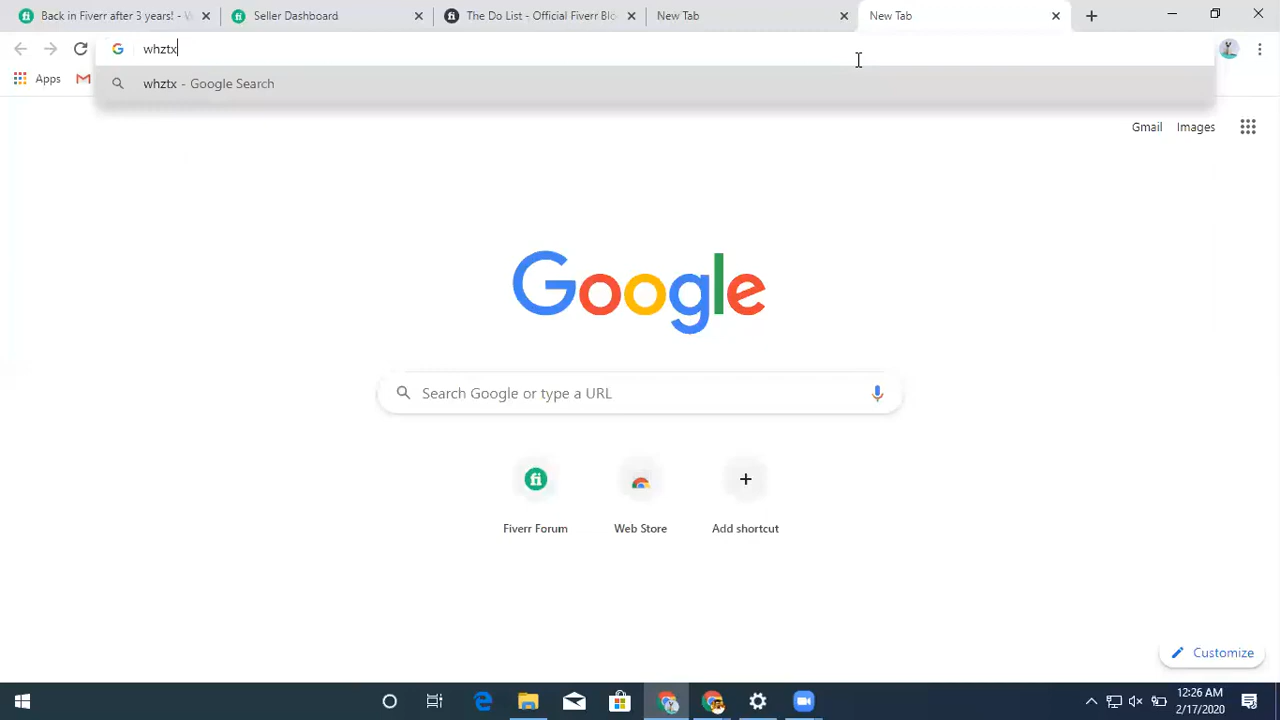 Back in Fiverr after 3 years! - W
Seller Dashboard
The Do List - Official Fiverr Blo
New Tab
New Tab
whztx
Apps
whztx - Google Search
Gmail
Images
Google
Search Google or type a URL
fi
Fiverr Forum
Web Store
Add shortcut
Customize
12:26 AM
2/17/2020